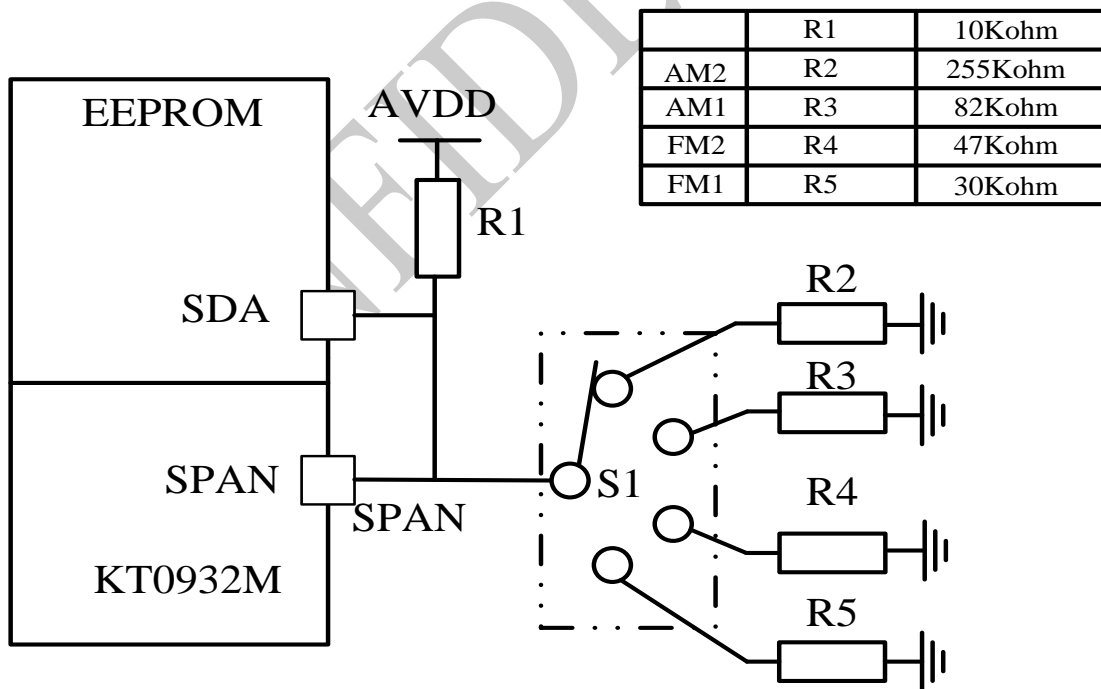 R1 10Kohm
AM2 R2 255Kohm
AM1 R3 82Kohm
FM2 R4 47Kohm
FM1 R5 30Kohm
EEPROM
AVDD
R1
SDA
SPAN
SPAN
KT0932M
S1
R2
R3
R4
R5